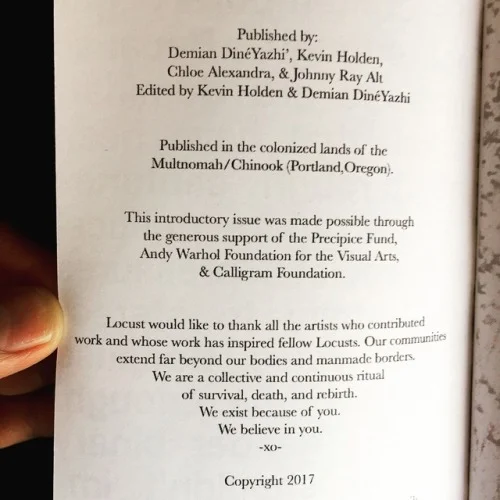 Published by:
Demian DinéYazhi', Kevin Holden,
Chloe Alexandra, & Johnny Ray Alt
Edited by Kevin Holden & Demian DinéYazhi
Published in the colonized lands of the
Multnomah/Chinook (Portland,Oregon).
This introductory issue was made possible through
the generous support of the Precipice Fund,
Andy Warhol Foundation for the Visual Arts,
& Calligram Foundation.
Locust would like to thank all the artists who contributed
work and whose work has inspired fellow Locusts. Our communities
extend far beyond our bodies and manmade borders.
We are a collective and continuous ritual
of survival, death, and rebirth.
We exist because of you.
We believe in you.
-xo-
Copyright 2017